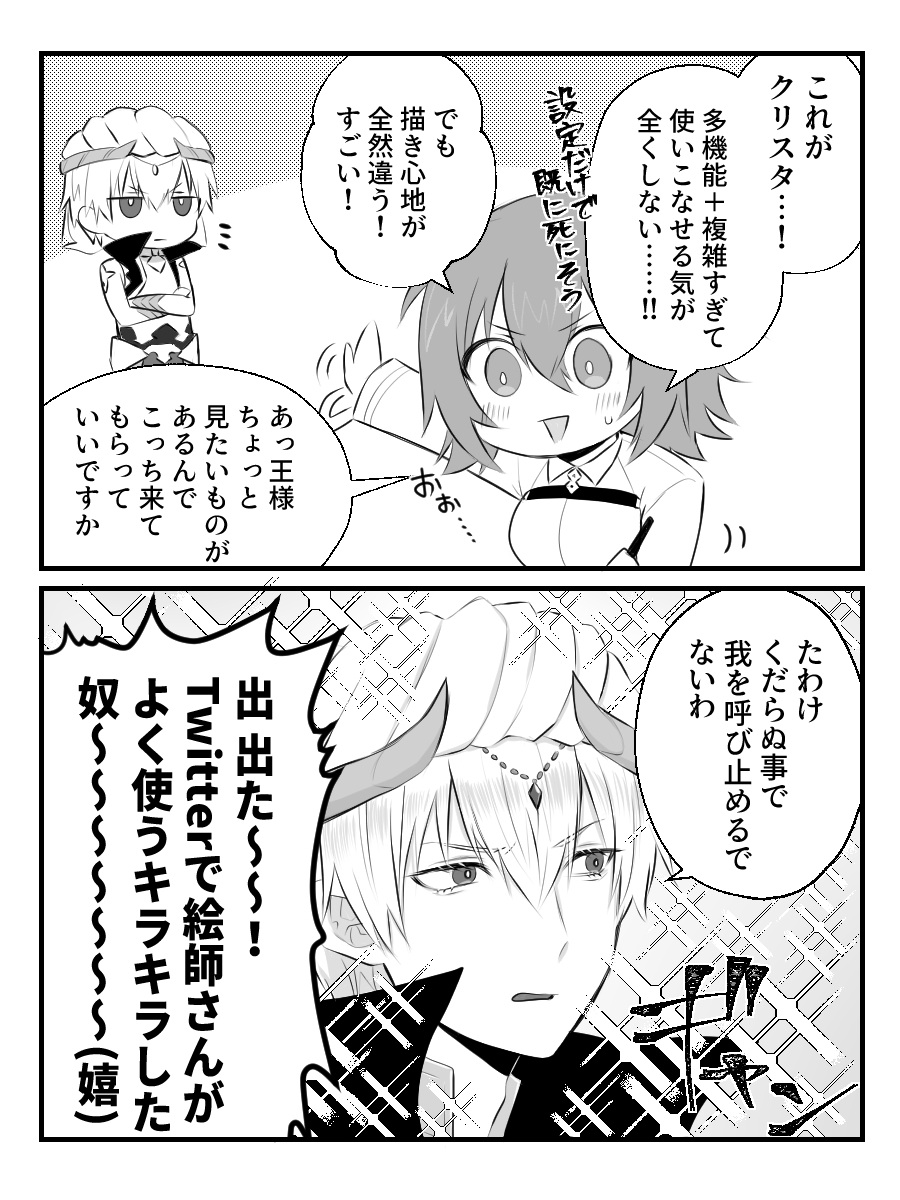 これが
クリスタ…！
多機能＋複雑すぎて
使いこなせる気が
全くしない……!!
設定だけで
既に死にそう
でも
描き心地が
全然違う！
すごい！
おぉ…
あっ王様
ちょっと
見たいものが
あるんで
こっち来て
もらって
いいですか
たわけ
くだらぬ事で
我を呼び止めるで
ないわ
ギャン
出 出た〜〜！
Twitterで絵師さんが
よく使うキラキラした
奴〜〜〜〜〜〜〜(嬉)